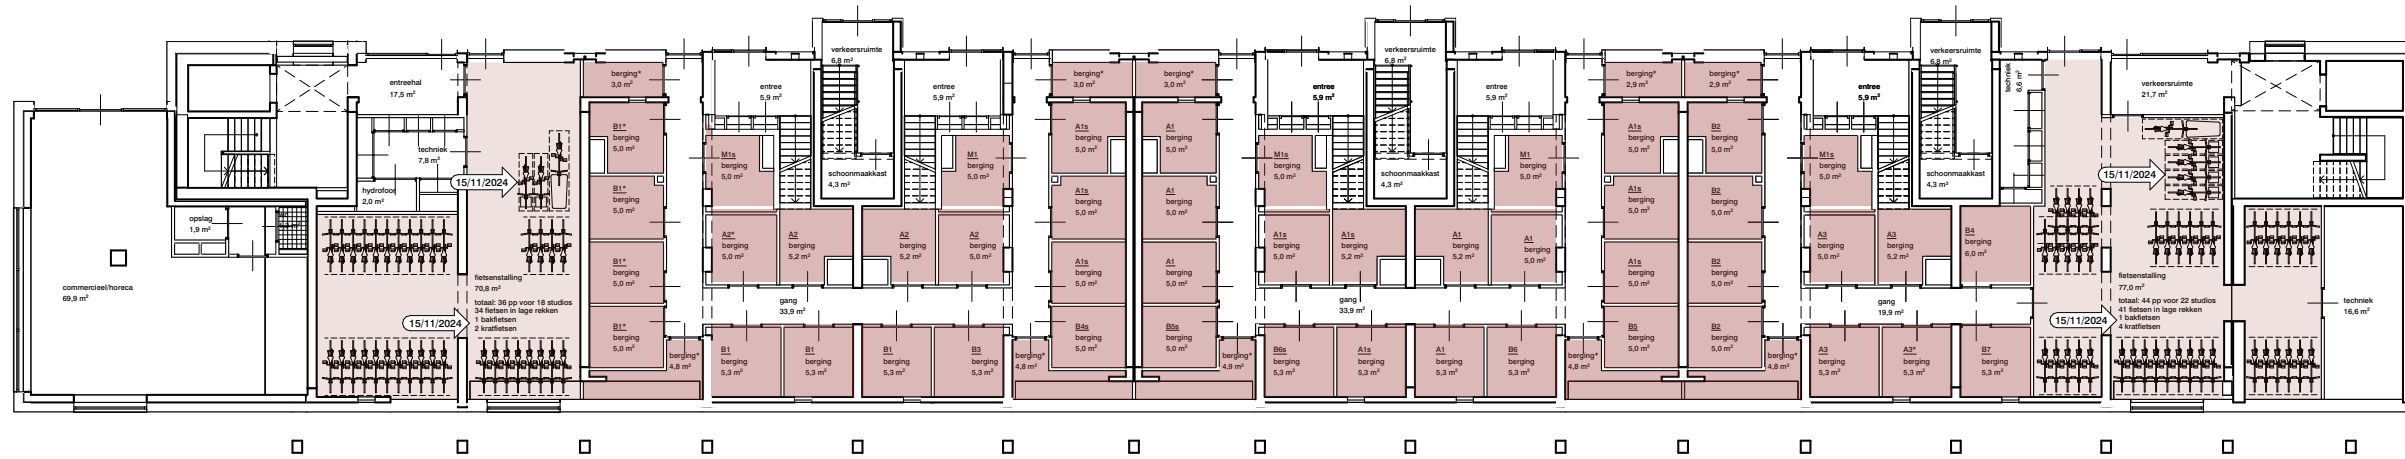 commercieel/horeca
69,9 m²
opslag
1,9 m²
entreehal
17,5 m²
techniek
7,8 m²
hydrofoor
2,0 m²
15/11/2024
fietsenstalling
70,8 m²
totaal: 36 pp voor 18 studios
34 fietsen in lage rekken
1 bakfietsen
2 kratfietsen
15/11/2024
berging*
3,0 m²
B1*
berging
5,0 m²
B1*
berging
5,0 m²
B1*
berging
5,0 m²
B1*
berging
5,0 m²
berging*
4,8 m²
entree
5,9 m²
verkeersruimte
6,8 m²
entree
5,9 m²
M1s
berging
5,0 m²
schoonmaakkast
4,3 m²
M1
berging
5,0 m²
A2*
berging
5,0 m²
A2
berging
5,2 m²
A2
berging
5,2 m²
A2
berging
5,0 m²
gang
33,9 m²
B1
berging
5,3 m²
B1
berging
5,3 m²
B1
berging
5,3 m²
B3
berging
5,3 m²
berging*
4,8 m²
berging*
3,0 m²
berging*
3,0 m²
A1s
berging
5,0 m²
A1
berging
5,0 m²
A1s
berging
5,0 m²
A1
berging
5,0 m²
A1s
berging
5,0 m²
A1
berging
5,0 m²
B4s
berging
5,0 m²
B5s
berging
5,0 m²
berging*
4,9 m²
entree
5,9 m²
verkeersruimte
6,8 m²
entree
5,9 m²
M1s
berging
5,0 m²
schoonmaakkast
4,3 m²
M1
berging
5,0 m²
A1s
berging
5,0 m²
A1s
berging
5,2 m²
A1
berging
5,2 m²
A1
berging
5,0 m²
gang
33,9 m²
B6s
berging
5,3 m²
A1s
berging
5,3 m²
A1
berging
5,3 m²
B6
berging
5,3 m²
berging*
4,8 m²
berging*
2,9 m²
berging*
2,9 m²
A1s
berging
5,0 m²
B2
berging
5,0 m²
A1s
berging
5,0 m²
B2
berging
5,0 m²
A1s
berging
5,0 m²
B2
berging
5,0 m²
B5
berging
5,0 m²
B2
berging
5,0 m²
berging*
4,8 m²
entree
5,9 m²
verkeersruimte
6,8 m²
techniek
6,6 m²
M1s
berging
5,0 m²
schoonmaakkast
4,3 m²
A3
berging
5,0 m²
A3
berging
5,2 m²
B4
berging
6,0 m²
gang
19,9 m²
A3
berging
5,3 m²
A3*
berging
5,3 m²
B7
berging
5,3 m²
verkeersruimte
21,7 m²
15/11/2024
fietsenstalling
77,0 m²
totaal: 44 pp voor 22 studios
41 fietsen in lage rekken
1 bakfietsen
4 kratfietsen
15/11/2024
techniek
16,6 m²